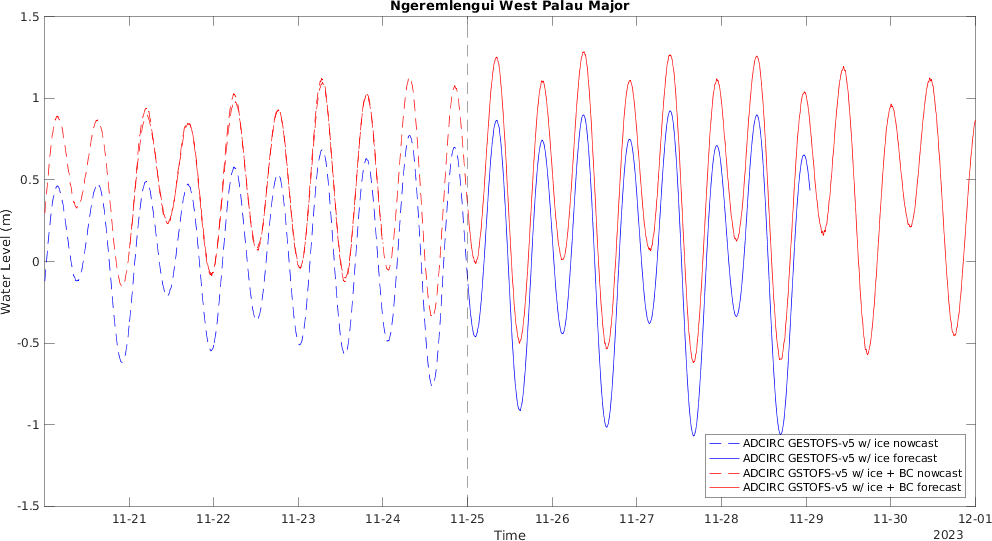 Ngeremlengui West Palau Major
Water Level (m)
1.5
1
0.5
0
-0.5
-1
-1.5
ADCIRC GESTOFS-v5 w/ ice nowcast
ADCIRC GESTOFS-v5 w/ ice forecast
ADCIRC GSTOFS-v5 w/ ice + BC nowcast
ADCIRC GSTOFS-v5 w/ ice + BC forecast
11-21 11-22 11-23 11-24 11-25 11-26 11-27 11-28 11-29 11-30 12-01
Time
2023